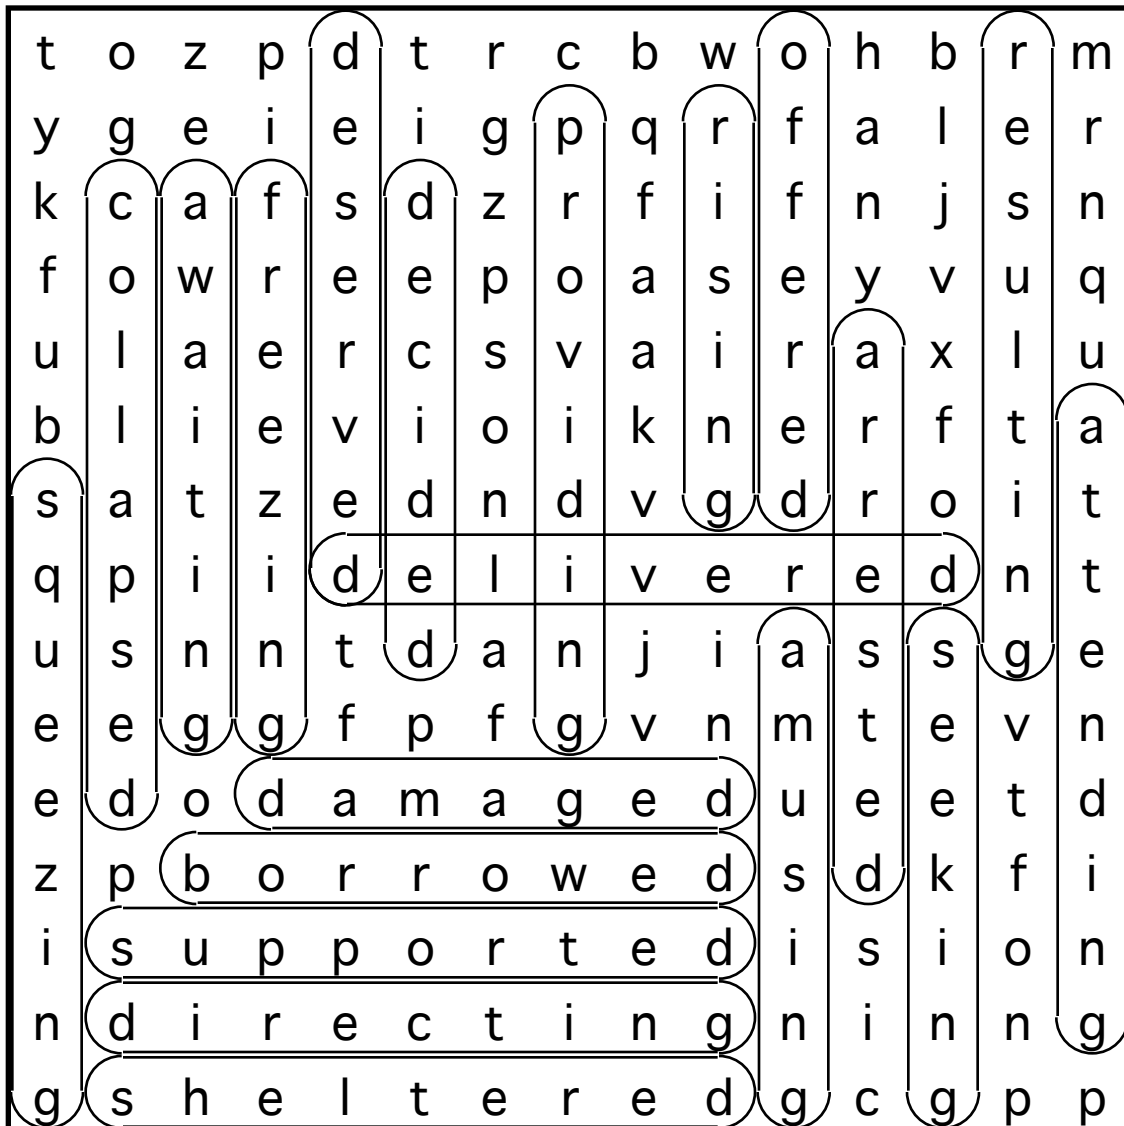 t o z p d t r c b w o h b r m
y g e i e i g p q r f a l e r
k c a f s d z r f i f n j s n
f o w r e e p o a s e y v u q
u l a e r c s v a i r a x l u
b l i e v i o i k n e r f t a
s a t z e d n d v g d r o i t
q p i i d e l i v e r e d n t
u s n n t d a n j i a s s g e
e e g g f p f g v n m t e v n
e d o d a m a g e d u e e t d
z p b o r r o w e d s d k f i
i s u p p o r t e d i s i o n
n d i r e c t i n g n i n n g
g s h e l t e r e d g c g p p